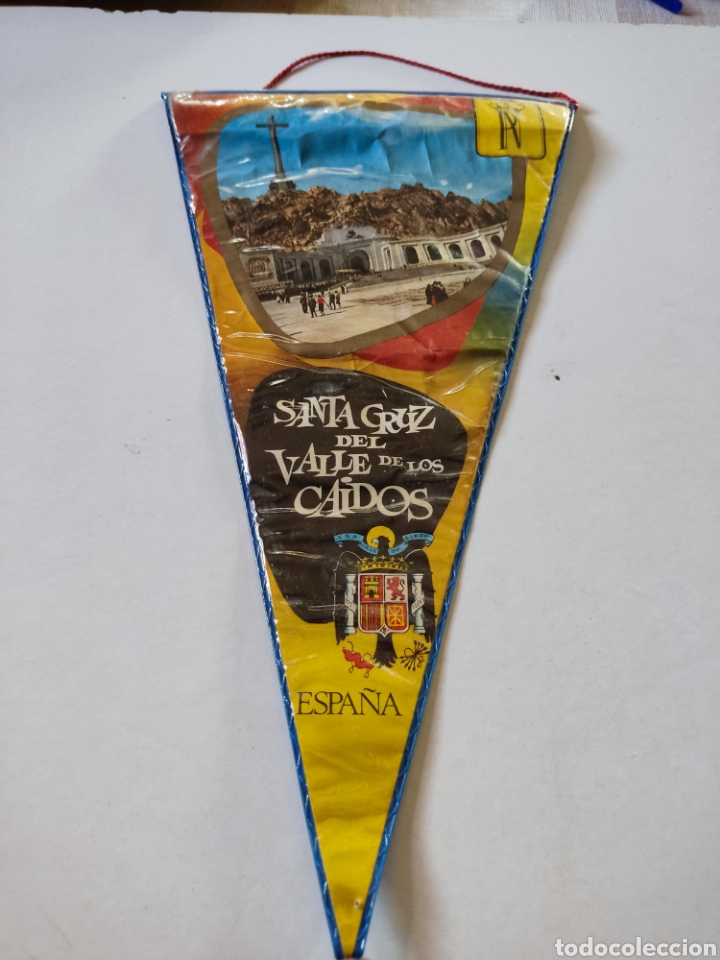 SANTA CRUZ
DEL
VALLE DE LOS
CAIDOS
ESPAÑA
todocoleccion